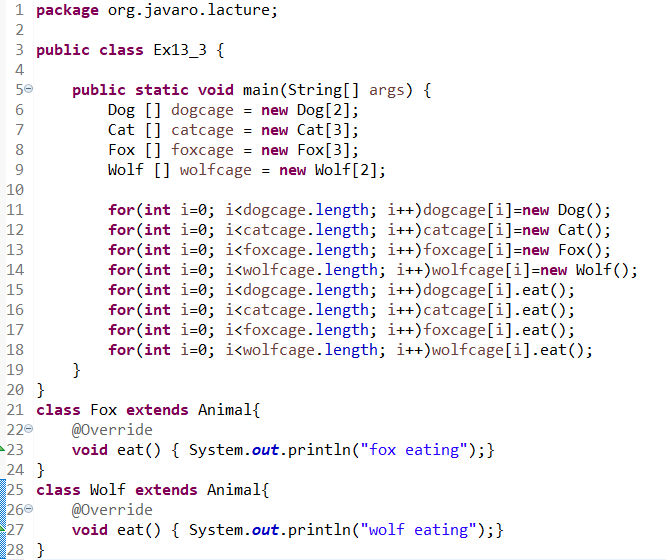 1 package org.javaro.lacture;
2
3 public class Ex13_3 {
4
5 public static void main(String[] args) {
6 Dog [] dogcage = new Dog[2];
7 Cat [] catcage = new Cat[3];
8 Fox [] foxcage = new Fox[3];
9 Wolf [] wolfcage = new Wolf[2];
10
11 for(int i=0; i<dogcage.length; i++)dogcage[i]=new Dog();
12 for(int i=0; i<catcage.length; i++)catcage[i]=new Cat();
13 for(int i=0; i<foxcage.length; i++)foxcage[i]=new Fox();
14 for(int i=0; i<wolfcage.length; i++)wolfcage[i]=new Wolf();
15 for(int i=0; i<dogcage.length; i++)dogcage[i].eat();
16 for(int i=0; i<catcage.length; i++)catcage[i].eat();
17 for(int i=0; i<foxcage.length; i++)foxcage[i].eat();
18 for(int i=0; i<wolfcage.length; i++)wolfcage[i].eat();
19 }
20 }
21 class Fox extends Animal{
22 @Override
23 void eat() { System.out.println("fox eating");}
24 }
25 class Wolf extends Animal{
26 @Override
27 void eat() { System.out.println("wolf eating");}
28 }